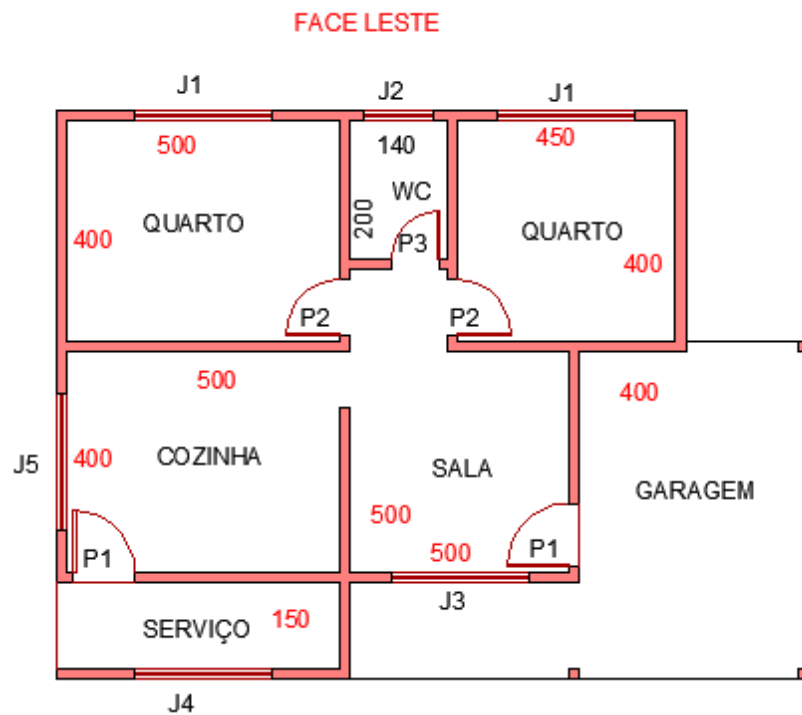 FACE LESTE
J1
J2
J1
500
140
450
WC
200
QUARTO
P3
QUARTO
400
400
P2
P2
500
400
J5
400
COZINHA
SALA
GARAGEM
500
P1
500
P1
J3
150
SERVIÇO
J4